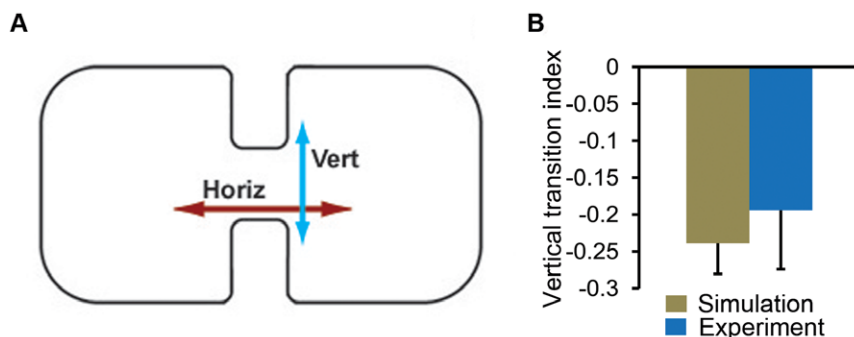 A
Vert
Horiz
B
Vertical transition index
0
-0.05
-0.1
-0.15
-0.2
-0.25
-0.3
Simulation
Experiment